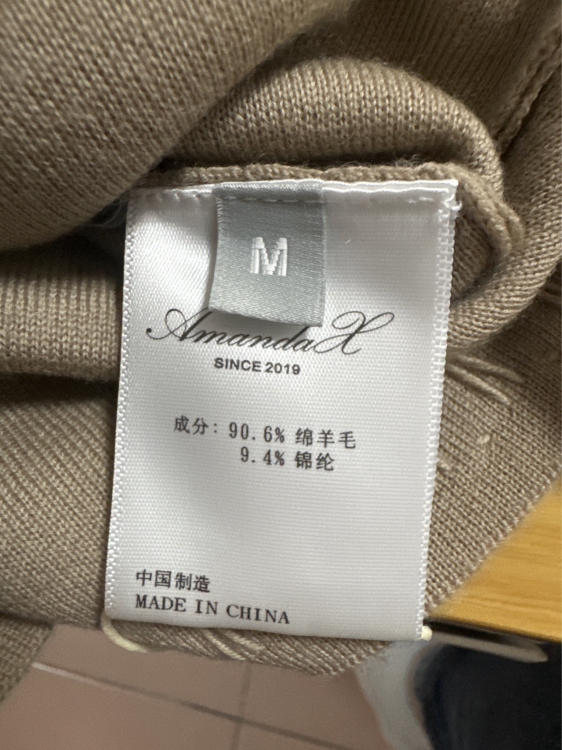 M
AmandaX
SINCE 2019
成分: 90.6% 绵羊毛
9.4% 锦纶
中国制造
MADE IN CHINA